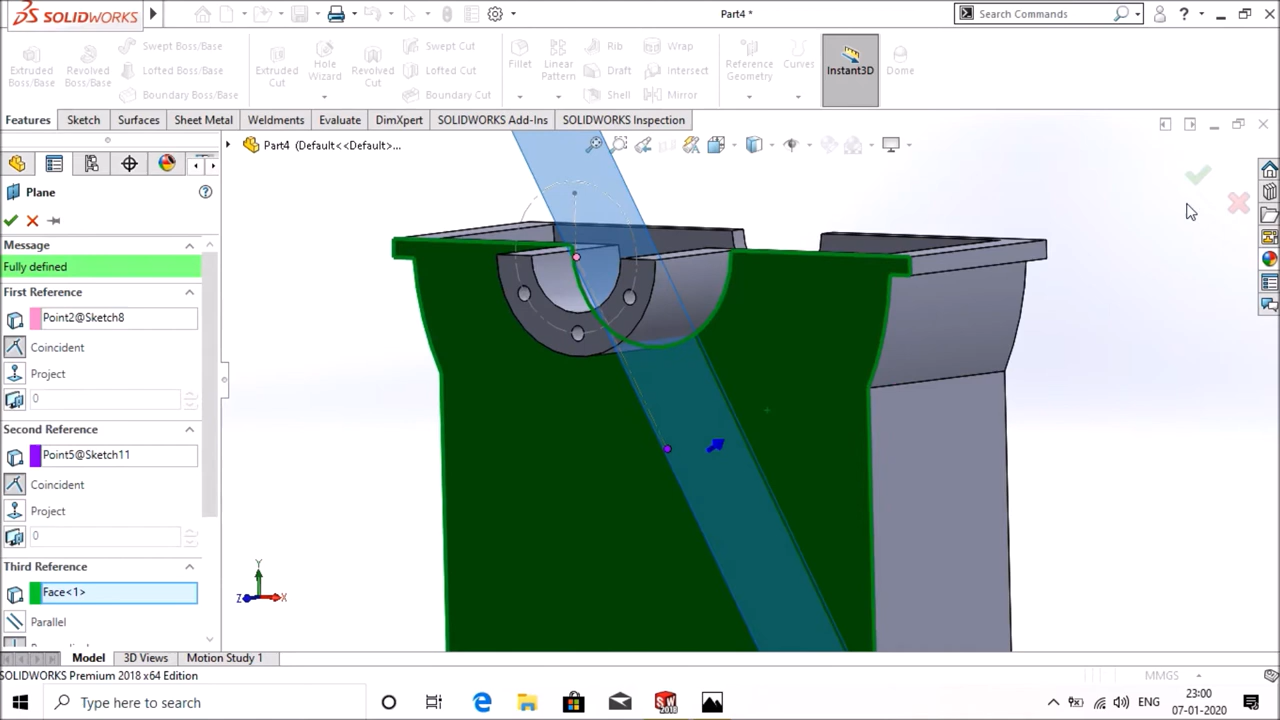 SOLIDWORKS
Part4 *
Search Commands
Extruded Boss/Base
Revolved Boss/Base
Swept Boss/Base
Lofted Boss/Base
Boundary Boss/Base
Extruded Cut
Hole Wizard
Revolved Cut
Swept Cut
Lofted Cut
Boundary Cut
Fillet
Linear Pattern
Rib
Draft
Shell
Wrap
Intersect
Mirror
Reference Geometry
Curves
Instant3D
Dome
Features Sketch Surfaces Sheet Metal Weldments Evaluate DimXpert SOLIDWORKS Add-Ins SOLIDWORKS Inspection
Part4 (Default<<Default>...
Plane
Message
Fully defined
First Reference
Point2@Sketch8
Coincident
Project
0
Second Reference
Point5@Sketch11
Coincident
Project
0
Third Reference
Face<1>
Parallel
Y
Z X
Model 3D Views Motion Study 1
SOLIDWORKS Premium 2018 x64 Edition
MMGS
Type here to search
SW
2018
ENG
23:00
07-01-2020